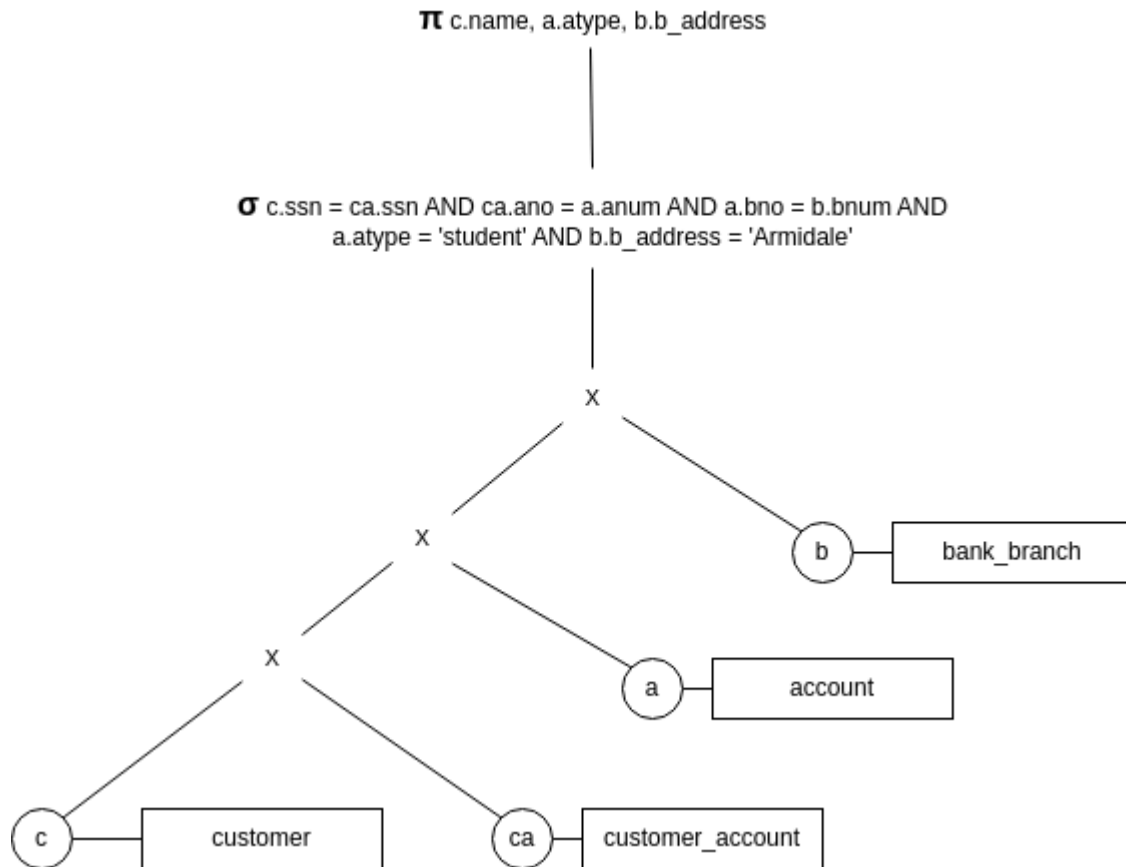 π c.name, a.atype, b.b_address
σ c.ssn = ca.ssn AND ca.ano = a.anum AND a.bno = b.bnum AND
a.atype = 'student' AND b.b_address = 'Armidale'
X
b
bank_branch
X
a
account
X
c
customer
ca
customer_account